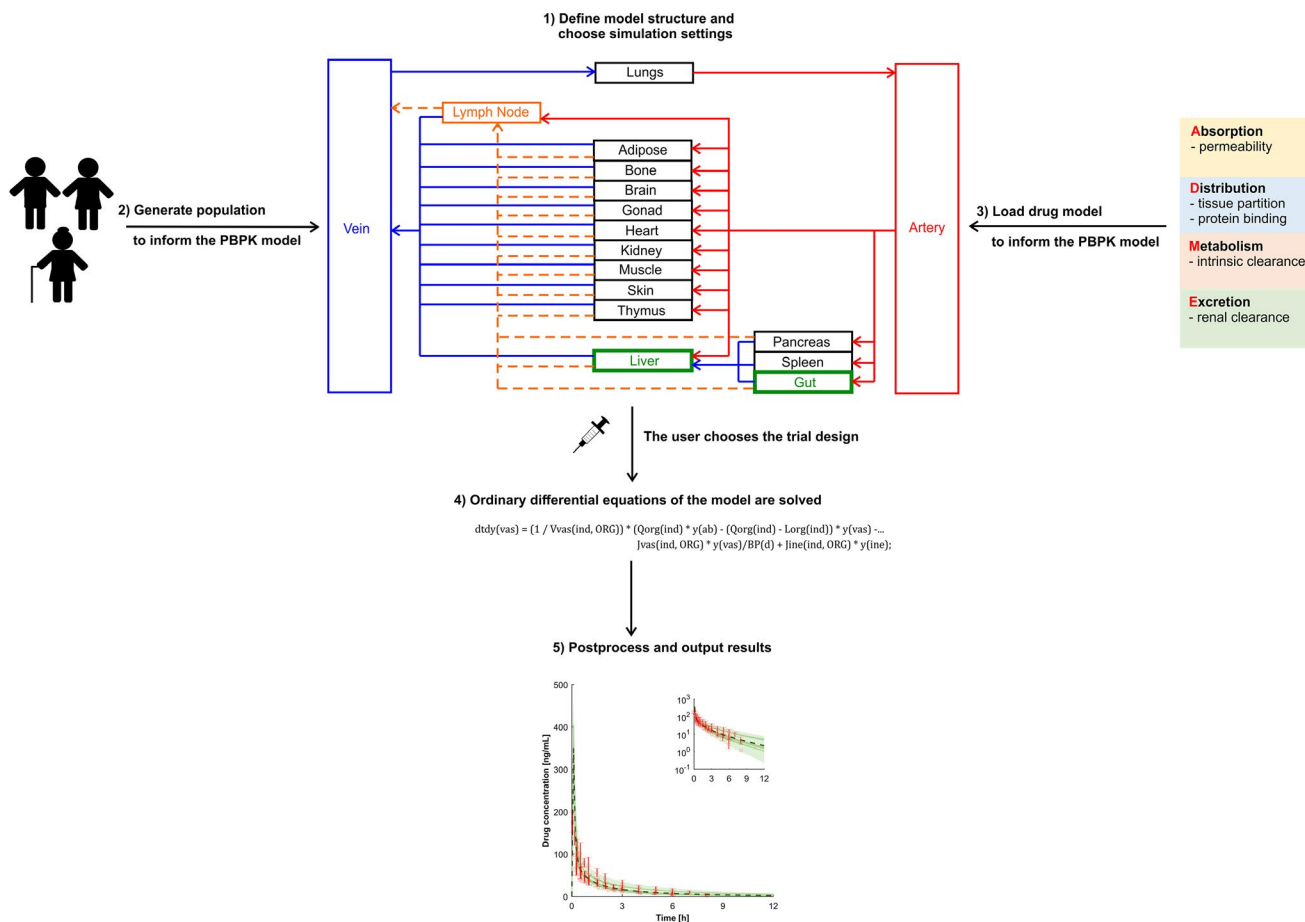 1) Define model structure and
choose simulation settings
Lungs
Vein
Lymph Node
Adipose
Bone
Brain
Gonad
Heart
Kidney
Muscle
Skin
Thymus
Liver
Pancreas
Spleen
Gut
Artery
2) Generate population
to inform the PBPK model
3) Load drug model
to inform the PBPK model
Absorption
- permeability
Distribution
- tissue partition
- protein binding
Metabolism
- intrinsic clearance
Excretion
- renal clearance
The user chooses the trial design
4) Ordinary differential equations of the model are solved
dtdy(vas) = (1 / Vvas(ind, ORG)) * (Qorg(ind) * y(ab) - (Qorg(ind) - Lorg(ind)) * y(vas) -...
Jvas(ind, ORG) * y(vas)/BP(d) + Jine(ind, ORG) * y(ine);
5) Postprocess and output results
Drug concentration [ng/mL]
500
400
300
200
100
0
0 3 6 9 12
Time [h]
10³
10²
10¹
10⁰
10⁻¹
0 3 6 9 12